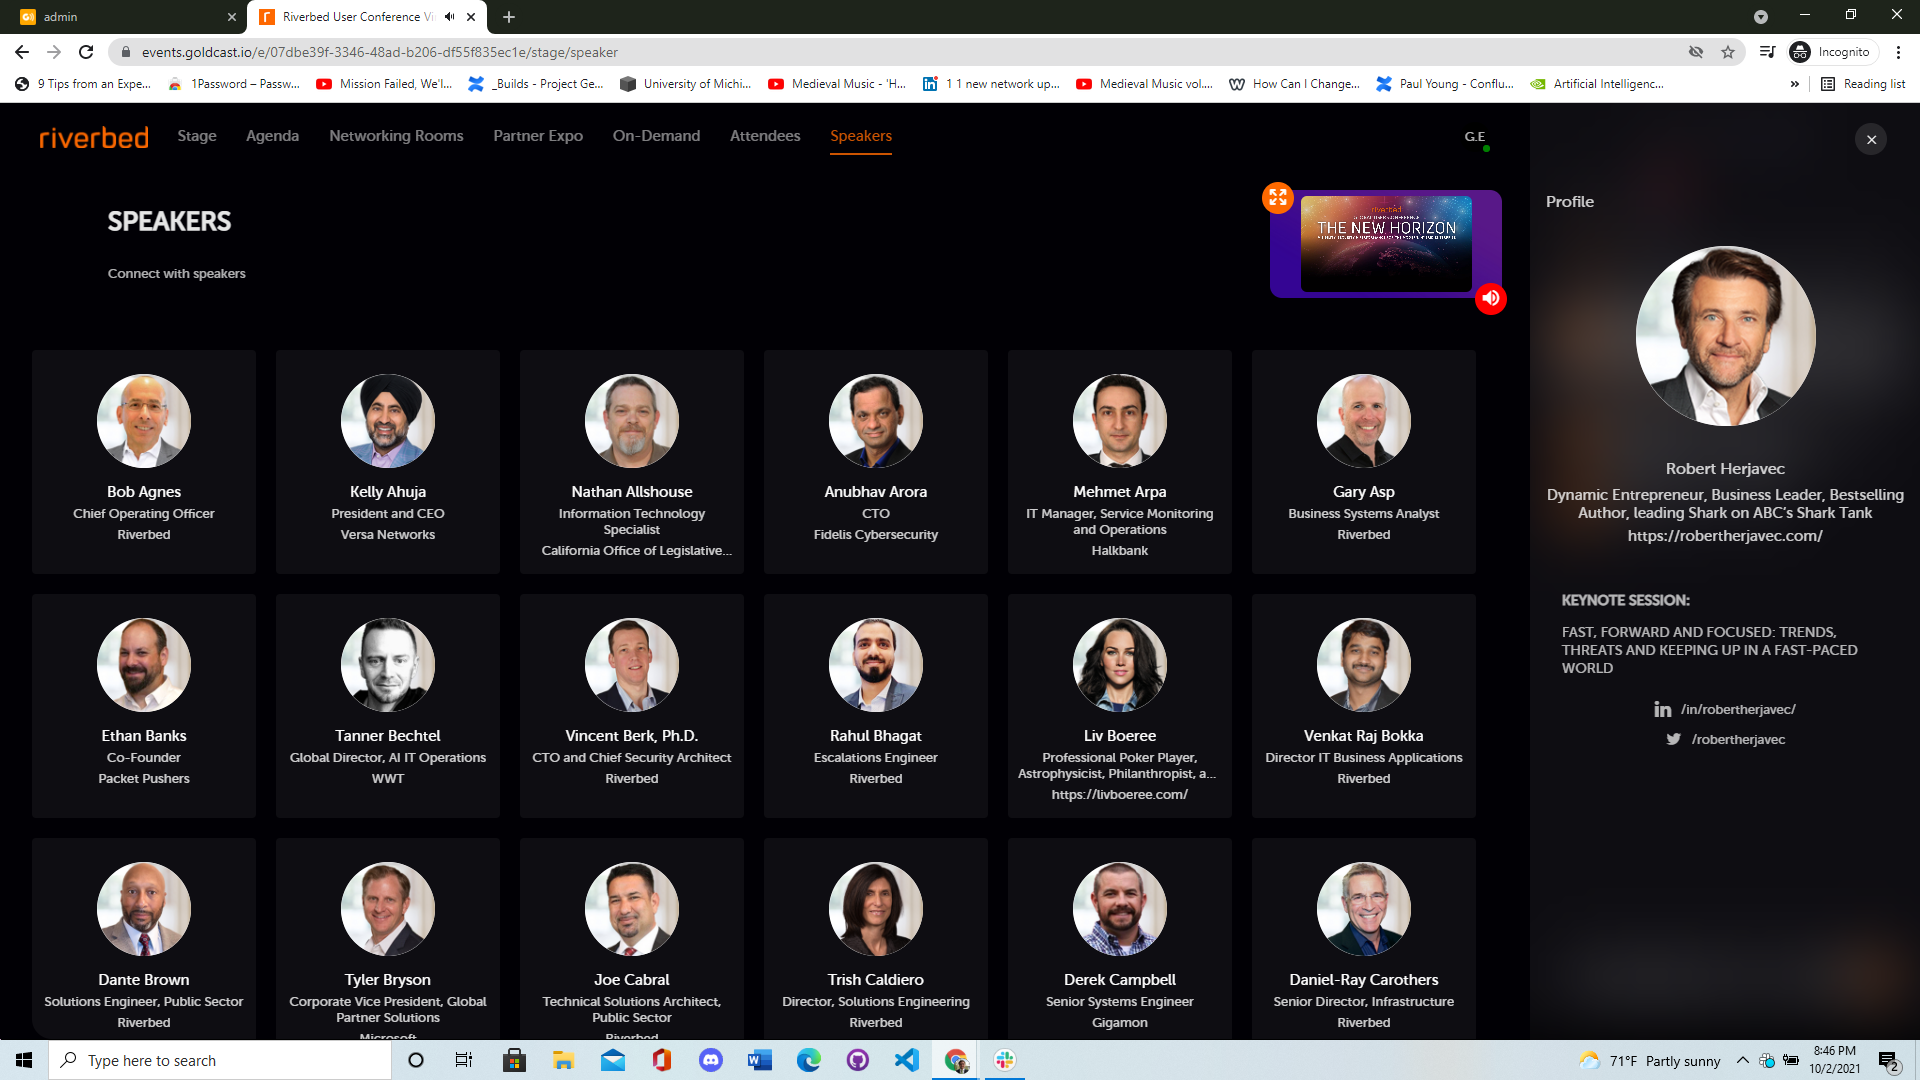 admin
Riverbed User Conference Vi
events.goldcast.io/e/07dbe39f-3346-48ad-b206-df55f835ec1e/stage/speaker
Incognito
9 Tips from an Expe...
1Password – Passw...
Mission Failed, We'l...
_Builds - Project Ge...
University of Michi...
Medieval Music - 'H...
1 1 new network up...
Medieval Music vol....
How Can I Change...
Paul Young - Conflu...
Artificial Intelligenc...
»
Reading list
riverbed
Stage
Agenda
Networking Rooms
Partner Expo
On-Demand
Attendees
Speakers
G.E
SPEAKERS
Connect with speakers
riverbed
GLOBAL USER CONFERENCE
THE NEW HORIZON
Bob Agnes
Chief Operating Officer
Riverbed
Kelly Ahuja
President and CEO
Versa Networks
Nathan Allshouse
Information Technology
Specialist
California Office of Legislative...
Anubhav Arora
CTO
Fidelis Cybersecurity
Mehmet Arpa
IT Manager, Service Monitoring
and Operations
Halkbank
Gary Asp
Business Systems Analyst
Riverbed
Ethan Banks
Co-Founder
Packet Pushers
Tanner Bechtel
Global Director, AI IT Operations
WWT
Vincent Berk, Ph.D.
CTO and Chief Security Architect
Riverbed
Rahul Bhagat
Escalations Engineer
Riverbed
Liv Boeree
Professional Poker Player,
Astrophysicist, Philanthropist, a...
https://livboeree.com/
Venkat Raj Bokka
Director IT Business Applications
Riverbed
Dante Brown
Solutions Engineer, Public Sector
Riverbed
Tyler Bryson
Corporate Vice President, Global
Partner Solutions
Microsoft
Joe Cabral
Technical Solutions Architect,
Public Sector
Riverbed
Trish Caldiero
Director, Solutions Engineering
Riverbed
Derek Campbell
Senior Systems Engineer
Gigamon
Daniel-Ray Carothers
Senior Director, Infrastructure
Riverbed
Profile
Robert Herjavec
Dynamic Entrepreneur, Business Leader, Bestselling
Author, leading Shark on ABC's Shark Tank
https://robertherjavec.com/
KEYNOTE SESSION:
FAST, FORWARD AND FOCUSED: TRENDS,
THREATS AND KEEPING UP IN A FAST-PACED
WORLD
/in/robertherjavec/
/robertherjavec
Type here to search
71°F Partly sunny
8:46 PM
10/2/2021
2